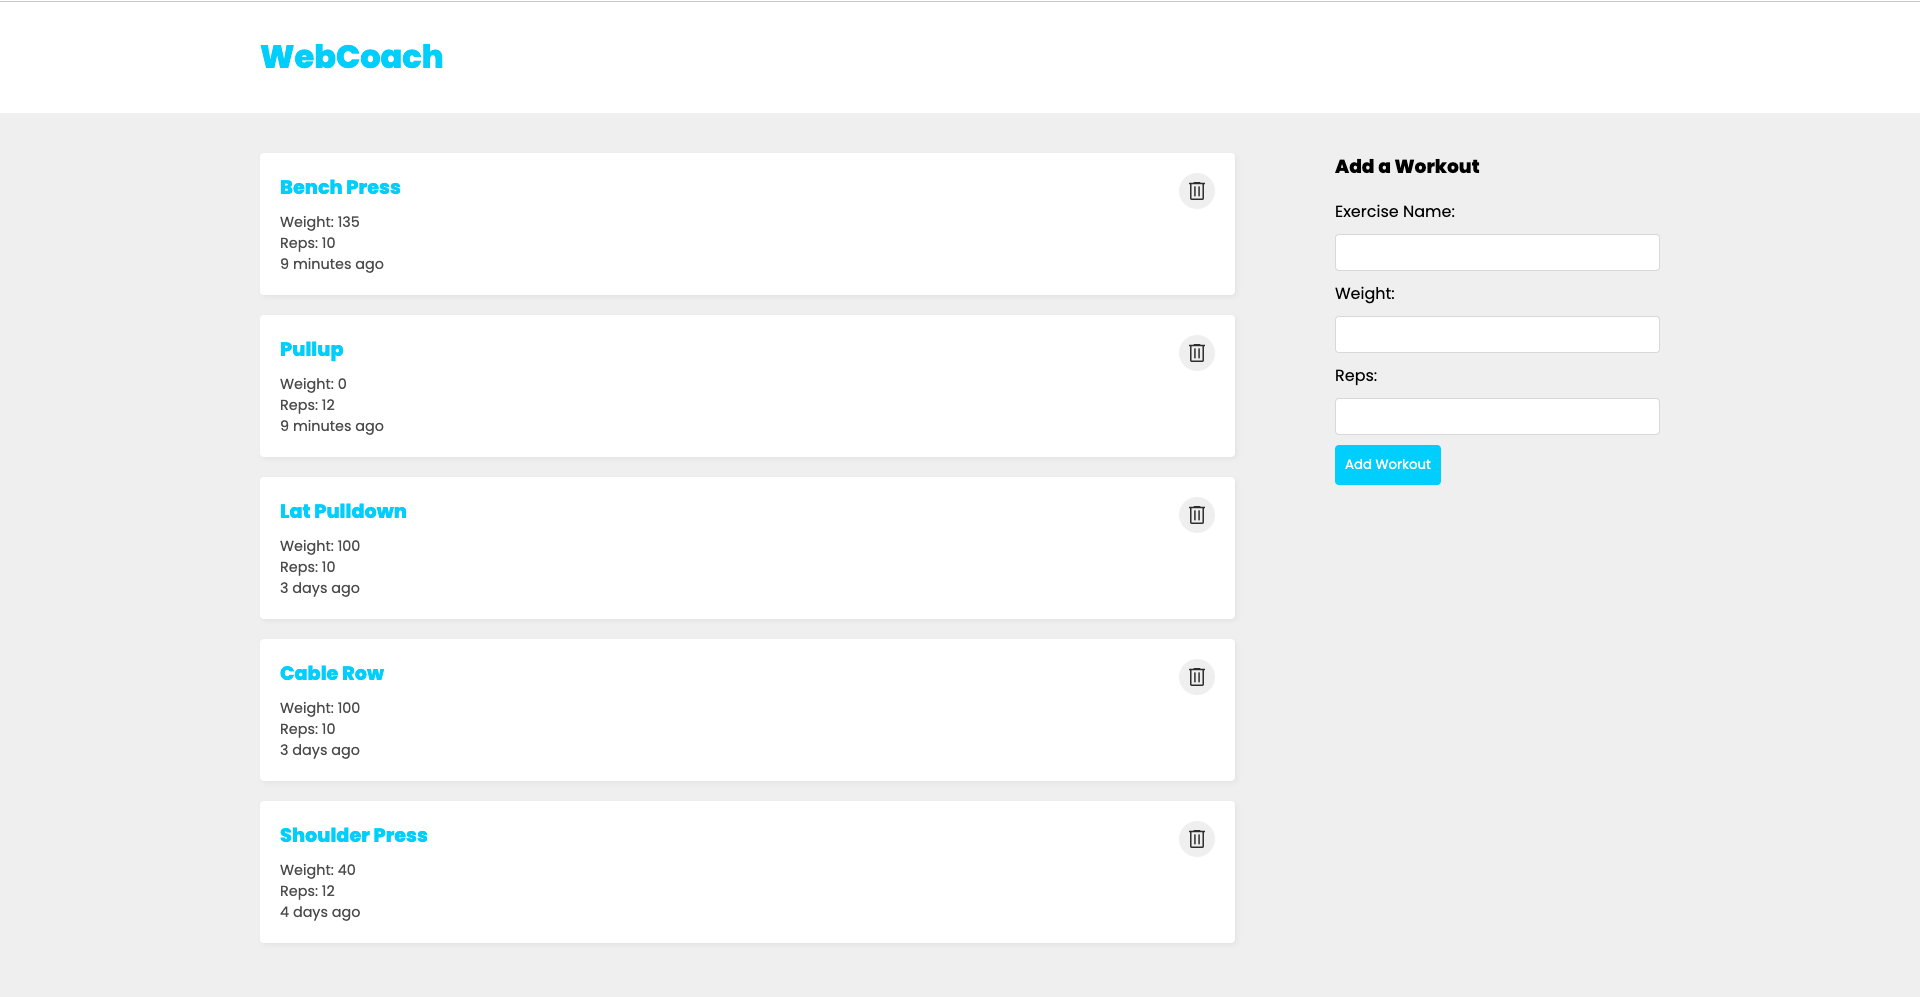 WebCoach
Bench Press
Weight: 135
Reps: 10
9 minutes ago
Pullup
Weight: 0
Reps: 12
9 minutes ago
Lat Pulldown
Weight: 100
Reps: 10
3 days ago
Cable Row
Weight: 100
Reps: 10
3 days ago
Shoulder Press
Weight: 40
Reps: 12
4 days ago
Add a Workout
Exercise Name:
Weight:
Reps:
Add Workout